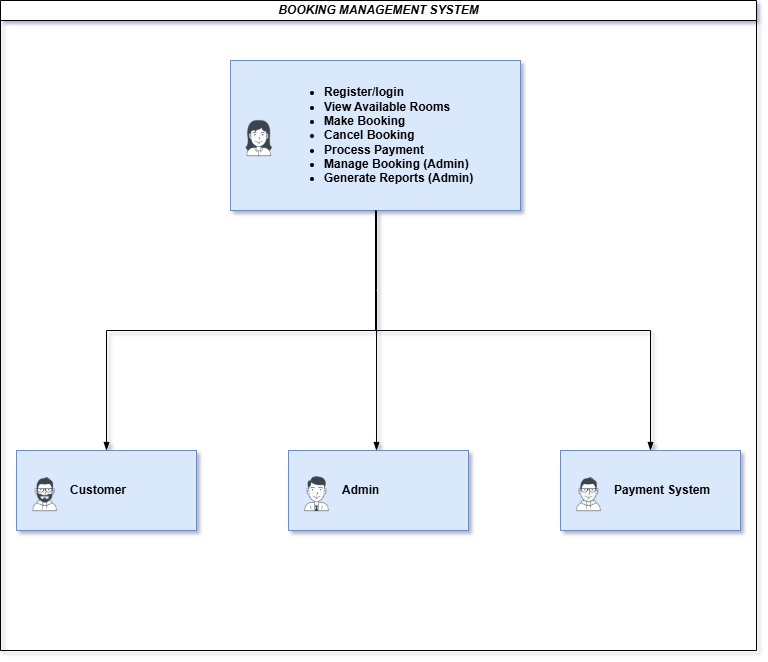 BOOKING MANAGEMENT SYSTEM
Register/login
View Available Rooms
Make Booking
Cancel Booking
Process Payment
Manage Booking (Admin)
Generate Reports (Admin)
Customer
Admin
Payment System